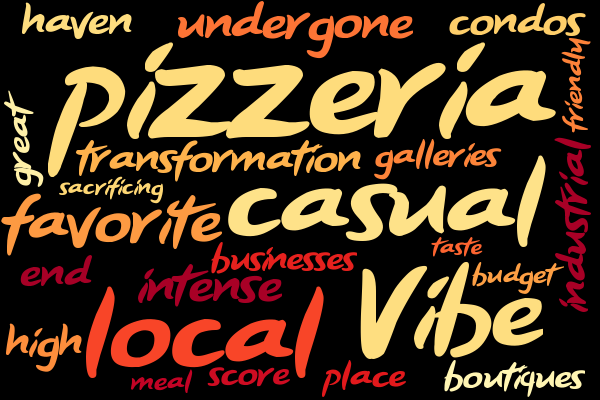 haven undergone condos
pizzeria
friendly
great
transformation galleries
sacrificing
favorite casual
industrial
taste
businesses
end intense budget
Vibe
local
high
meal score place boutiques